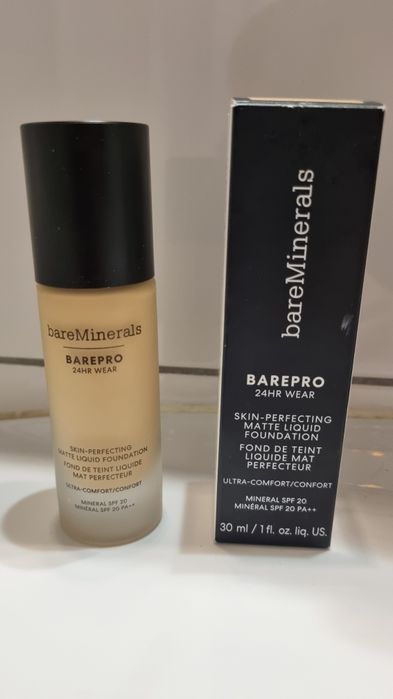 bareMinerals
BAREPRO
24HR WEAR
SKIN-PERFECTING
MATTE LIQUID FOUNDATION
FOND DE TEINT LIQUIDE
MAT PERFECTEUR
ULTRA-COMFORT/CONFORT
MINERAL SPF 20
MINÉRAL SPF 20 PA++
bareMinerals
BAREPRO
24HR WEAR
SKIN-PERFECTING
MATTE LIQUID
FOUNDATION
FOND DE TEINT
LIQUIDE MAT
PERFECTEUR
ULTRA-COMFORT/CONFORT
MINERAL SPF 20
MINÉRAL SPF 20 PA++
30 ml / 1 fl. oz. liq. US.